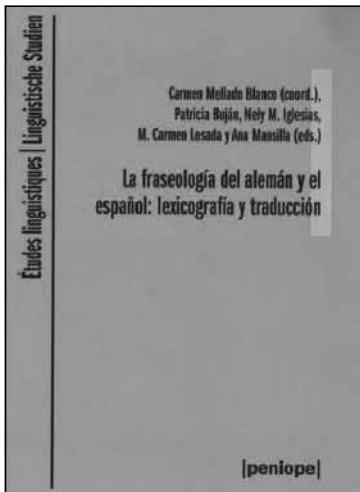 Études linguistiques | Linguistische Studien
Carmen Mellado Blanco (coord.),
Patricia Buján, Nely M. Iglesias,
M. Carmen Losada y Ana Mansilla (eds.)
La fraseología del alemán y el
español: lexicografía y traducción
|peniope|